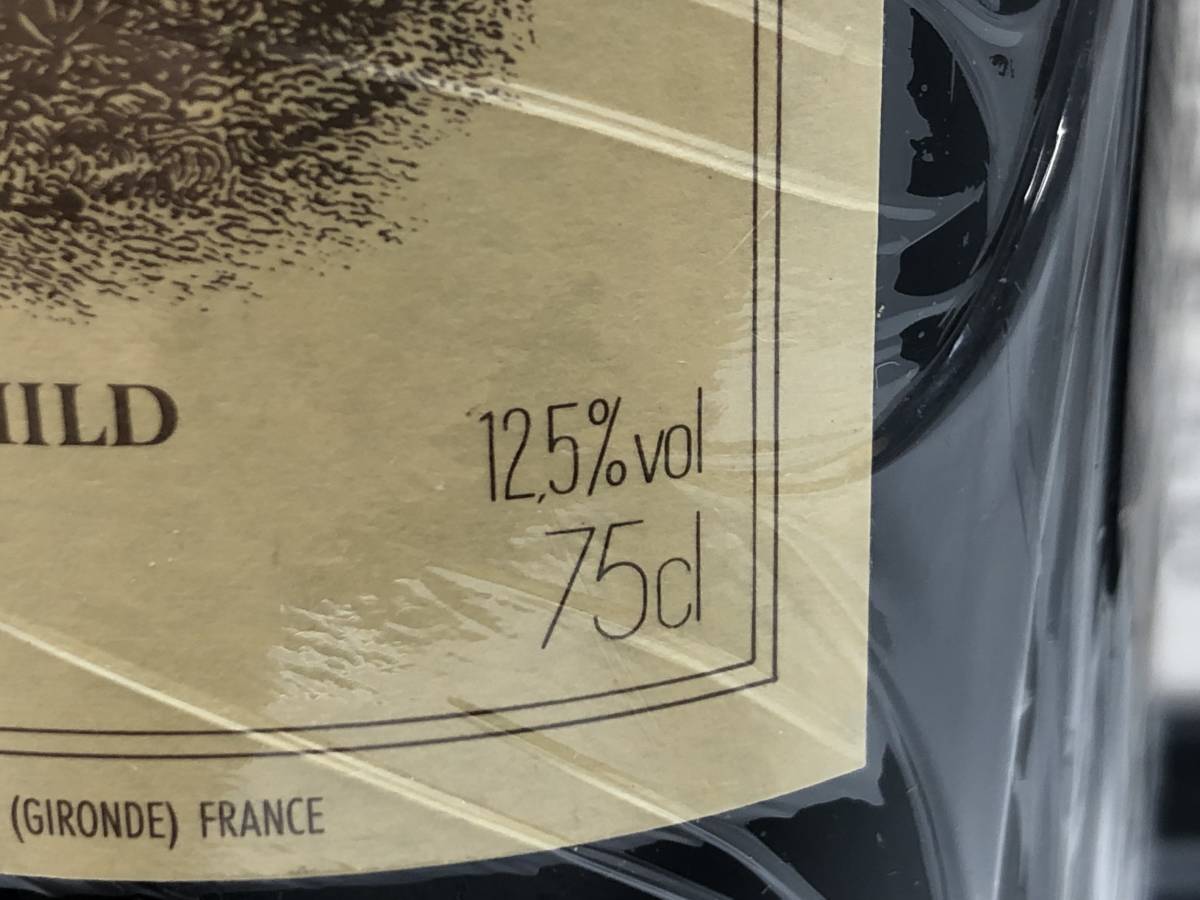 HILD
12,5%vol
75cl
(GIRONDE) FRANCE